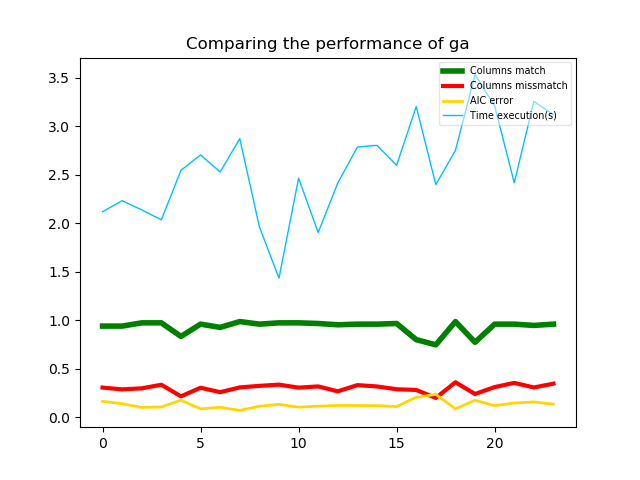 Comparing the performance of ga
Columns match
Columns missmatch
AIC error
Time execution(s)
3.5
3.0
2.5
2.0
1.5
1.0
0.5
0.0
0
5
10
15
20